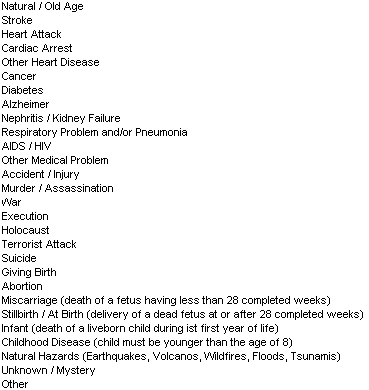 Natural / Old Age
Stroke
Heart Attack
Cardiac Arrest
Other Heart Disease
Cancer
Diabetes
Alzheimer
Nephritis / Kidney Failure
Respiratory Problem and/or Pneumonia
AIDS / HIV
Other Medical Problem
Accident / Injury
Murder / Assassination
War
Execution
Holocaust
Terrorist Attack
Suicide
Giving Birth
Abortion
Miscarriage (death of a fetus having less than 28 completed weeks)
Stillbirth / At Birth (delivery of a dead fetus at or after 28 completed weeks)
Infant (death of a liveborn child during ist first year of life)
Childhood Disease (child must be younger than the age of 8)
Natural Hazards (Earthquakes, Volcanos, Wildfires, Floods, Tsunamis)
Unknown / Mystery
Other